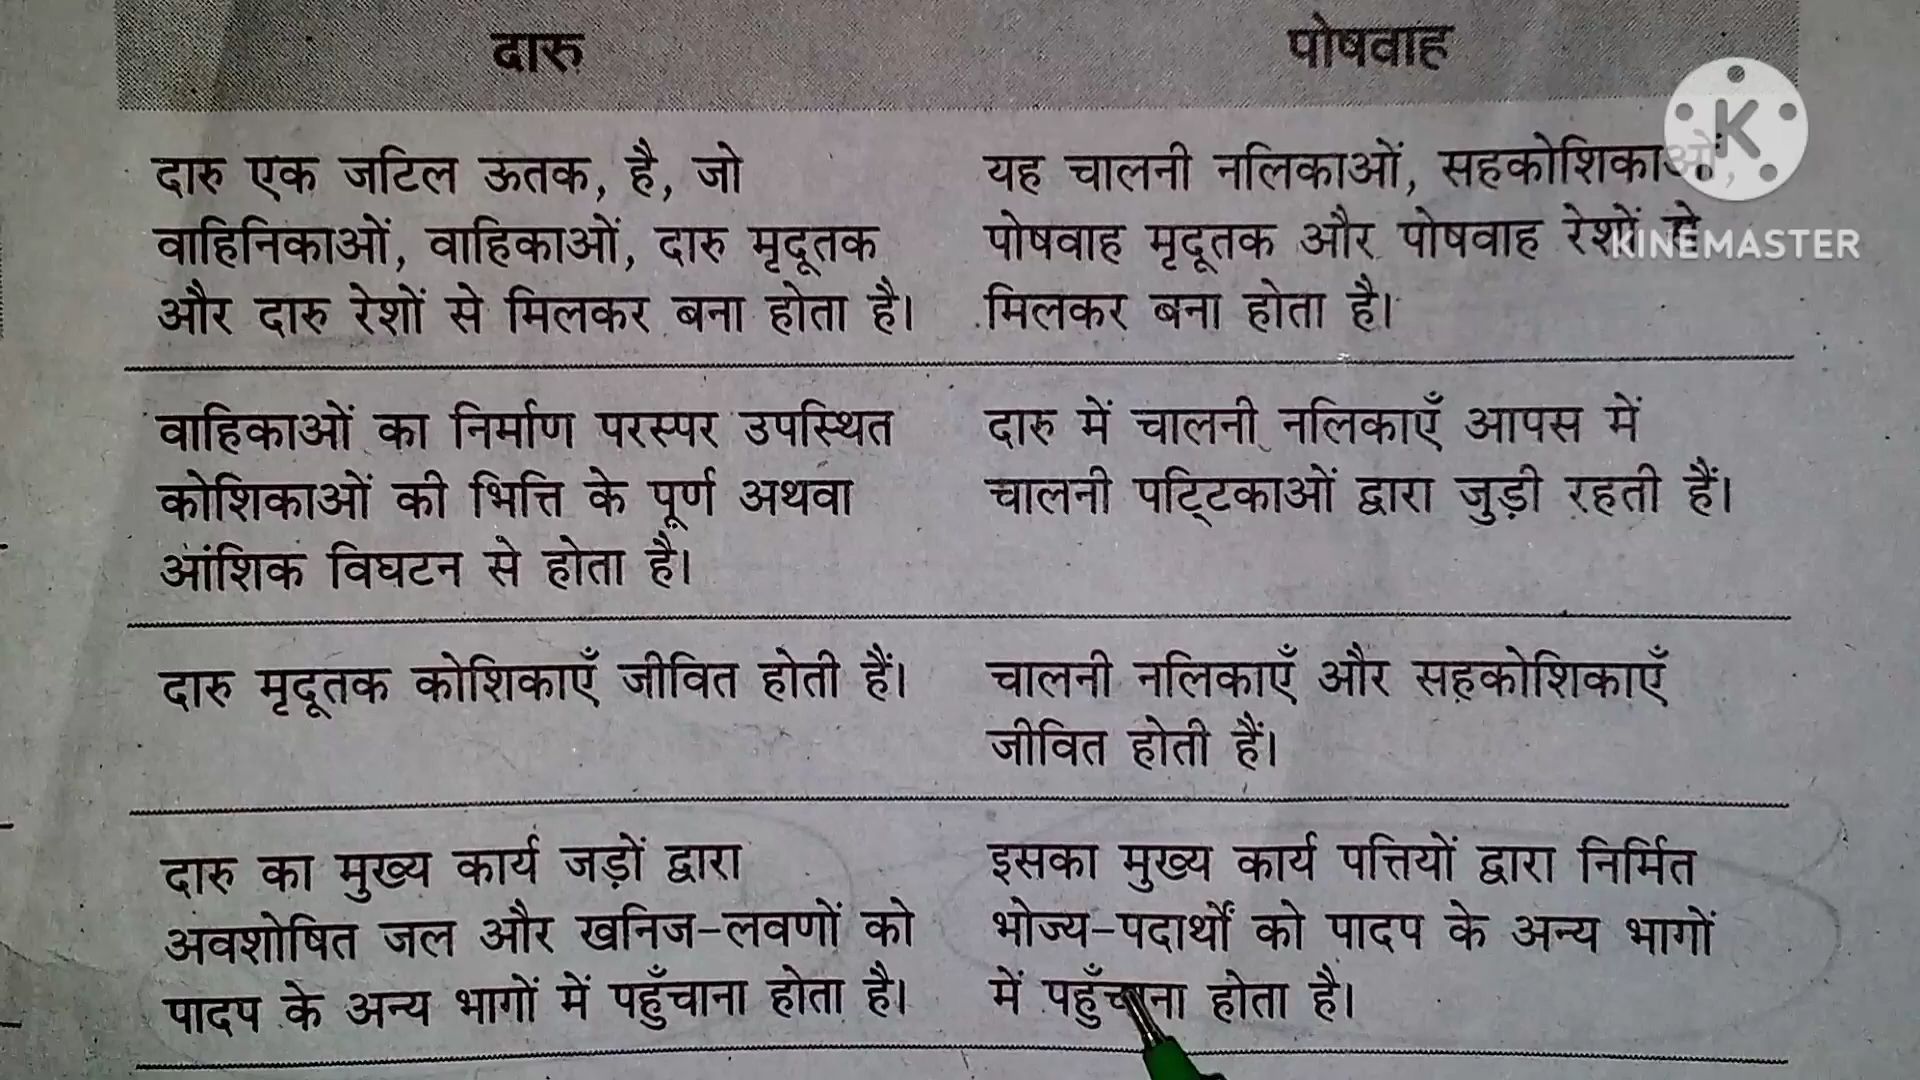 दारु
पोषवाह
दारु एक जटिल ऊतक, है, जो
वाहिनिकाओं, वाहिकाओं, दारु मृदूतक
और दारु रेशों से मिलकर बना होता है।
यह चालनी नलिकाओं, सहकोशिकाओं,
पोषवाह मृदूतक और पोषवाह रेशों से
मिलकर बना होता है।
वाहिकाओं का निर्माण परस्पर उपस्थित
कोशिकाओं की भित्ति के पूर्ण अथवा
आंशिक विघटन से होता है।
दारु में चालनी नलिकाएँ आपस में
चालनी पट्टिकाओं द्वारा जुड़ी रहती हैं।
दारु मृदूतक कोशिकाएँ जीवित होती हैं।
चालनी नलिकाएँ और सहकोशिकाएँ
जीवित होती हैं।
दारु का मुख्य कार्य जड़ों द्वारा
अवशोषित जल और खनिज-लवणों को
पादप के अन्य भागों में पहुँचाना होता है।
इसका मुख्य कार्य पत्तियों द्वारा निर्मित
भोज्य-पदार्थों को पादप के अन्य भागों
में पहुँचाना होता है।
K
KINEMASTER